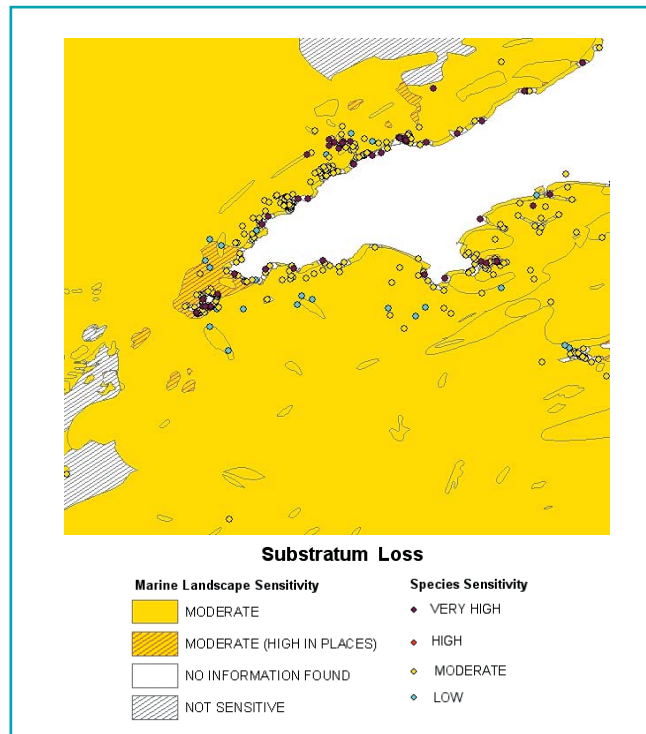 Substratum Loss
Marine Landscape Sensitivity
MODERATE
MODERATE (HIGH IN PLACES)
NO INFORMATION FOUND
NOT SENSITIVE
Species Sensitivity
VERY HIGH
HIGH
MODERATE
LOW